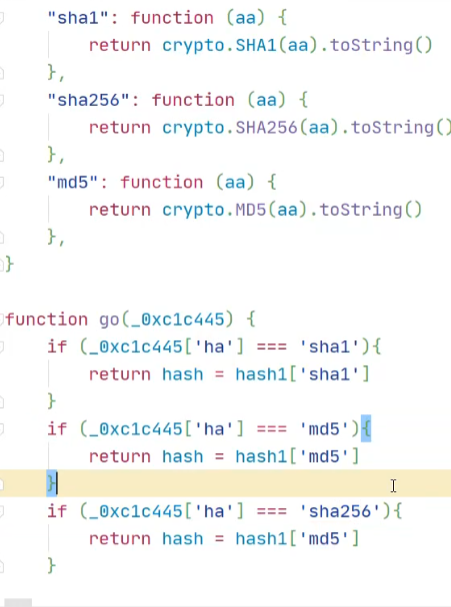 "sha1": function (aa) {
        return crypto.SHA1(aa).toString()
    },
    "sha256": function (aa) {
        return crypto.SHA256(aa).toString()
    },
    "md5": function (aa) {
        return crypto.MD5(aa).toString()
    },
}
function go(_0xc1c445) {
    if (_0xc1c445['ha'] === 'sha1'){
        return hash = hash1['sha1']
    }
    if (_0xc1c445['ha'] === 'md5'){
        return hash = hash1['md5']
    }
    if (_0xc1c445['ha'] === 'sha256'){
        return hash = hash1['md5']
    }